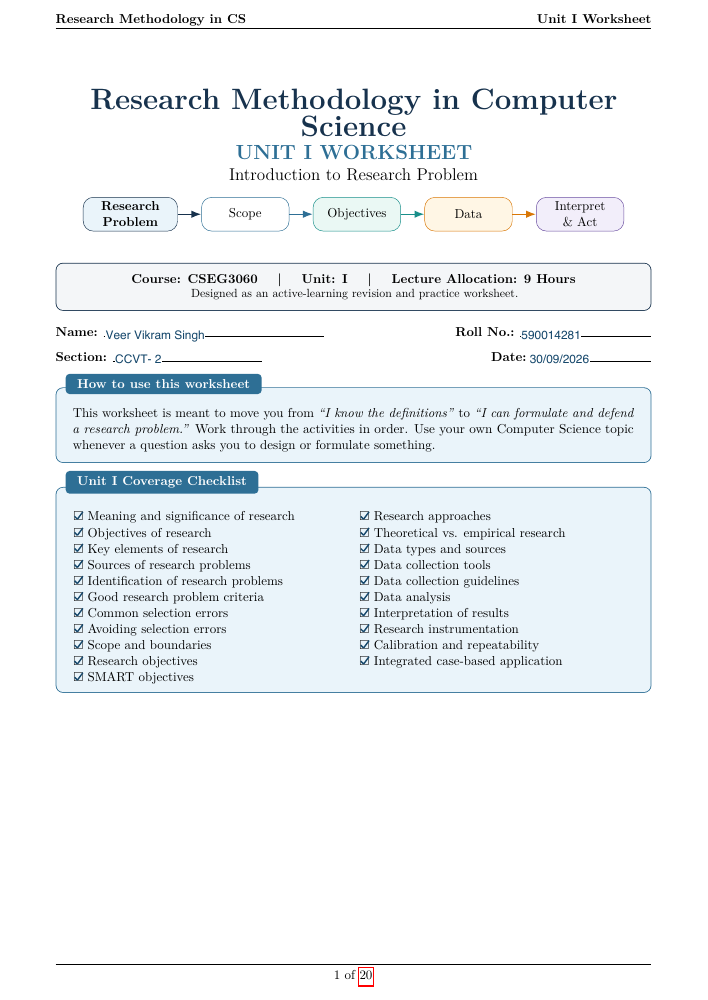 Research Methodology in CS Unit I Worksheet
Research Methodology in Computer
Science
UNIT I WORKSHEET
Introduction to Research Problem
Research Problem Scope Objectives Data Interpret & Act
Course: CSEG3060 | Unit: I | Lecture Allocation: 9 Hours
Designed as an active-learning revision and practice worksheet.
Name: Veer Vikram Singh Roll No.: 590014281
Section: CCVT- 2 Date: 30/09/2026
How to use this worksheet
This worksheet is meant to move you from “I know the definitions” to “I can formulate and defend
a research problem.” Work through the activities in order. Use your own Computer Science topic
whenever a question asks you to design or formulate something.
Unit I Coverage Checklist
☑ Meaning and significance of research
☑ Objectives of research
☑ Key elements of research
☑ Sources of research problems
☑ Identification of research problems
☑ Good research problem criteria
☑ Common selection errors
☑ Avoiding selection errors
☑ Scope and boundaries
☑ Research objectives
☑ SMART objectives
☑ Research approaches
☑ Theoretical vs. empirical research
☑ Data types and sources
☑ Data collection tools
☑ Data collection guidelines
☑ Data analysis
☑ Interpretation of results
☑ Research instrumentation
☑ Calibration and repeatability
☑ Integrated case-based application
1 of 20